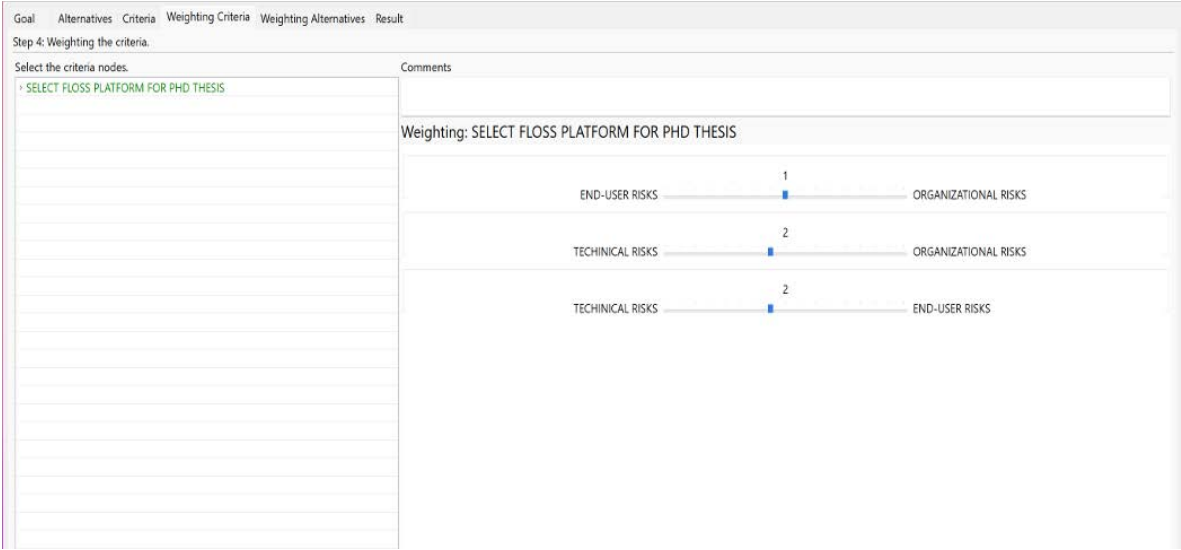 Goal Alternatives Criteria Weighting Criteria Weighting Alternatives Result
Step 4: Weighting the criteria.
Select the criteria nodes.
› SELECT FLOSS PLATFORM FOR PHD THESIS
Comments
Weighting: SELECT FLOSS PLATFORM FOR PHD THESIS
1
END-USER RISKS ORGANIZATIONAL RISKS
2
TECHINICAL RISKS ORGANIZATIONAL RISKS
2
TECHINICAL RISKS END-USER RISKS